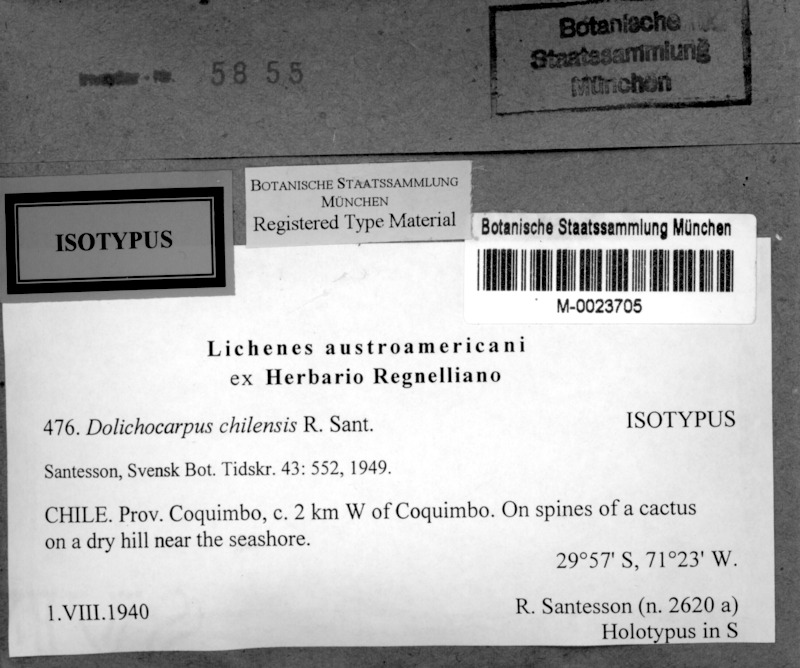 5855
Botanische
Staatssammlung
München
ISOTYPUS
BOTANISCHE STAATSSAMMLUNG
MÜNCHEN
Registered Type Material
Botanische Staatssammlung München
M-0023705
Lichenes austroamericani
ex Herbario Regnelliano
476. Dolichocarpus chilensis R. Sant. ISOTYPUS
Santesson, Svensk Bot. Tidskr. 43: 552, 1949.
CHILE. Prov. Coquimbo, c. 2 km W of Coquimbo. On spines of a cactus
on a dry hill near the seashore.
29°57' S, 71°23' W.
1.VIII.1940 R. Santesson (n. 2620 a)
Holotypus in S